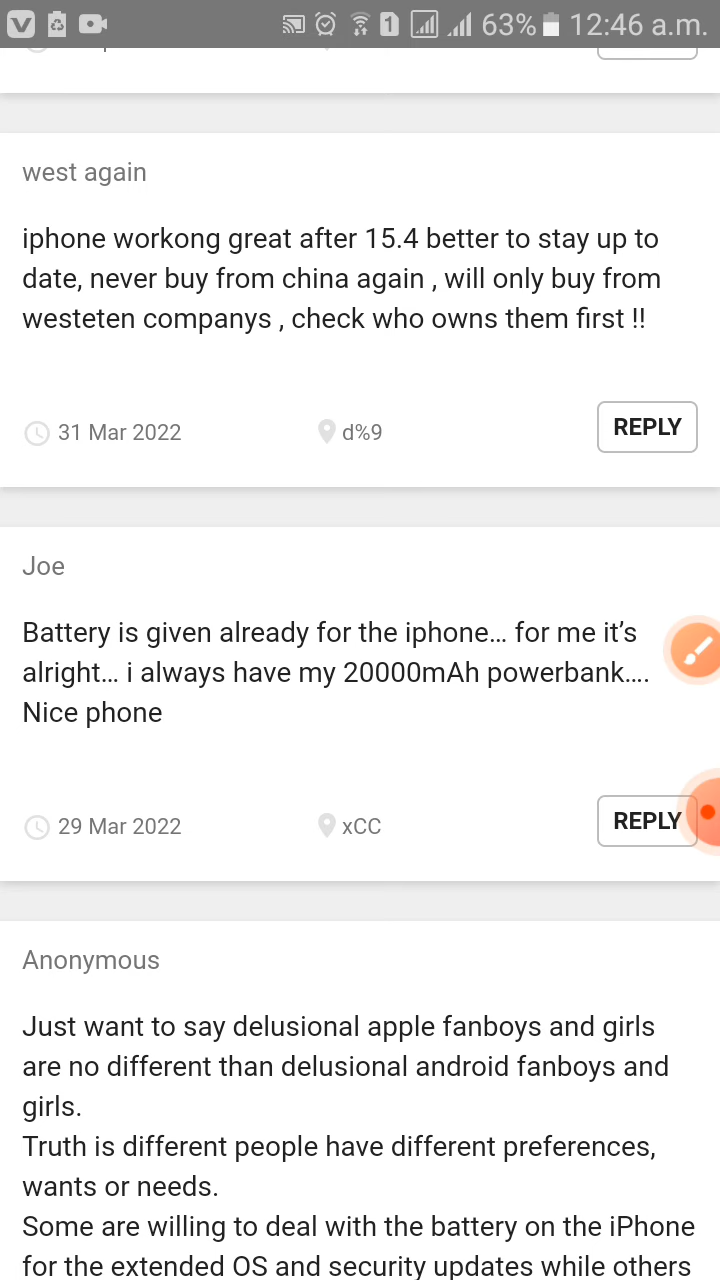 63% 12:46 a.m.
west again
iphone workong great after 15.4 better to stay up to
date, never buy from china again , will only buy from
westeten companys , check who owns them first !!
31 Mar 2022 d%9 REPLY
Joe
Battery is given already for the iphone... for me it’s
alright... i always have my 20000mAh powerbank....
Nice phone
29 Mar 2022 xCC REPLY
Anonymous
Just want to say delusional apple fanboys and girls
are no different than delusional android fanboys and
girls.
Truth is different people have different preferences,
wants or needs.
Some are willing to deal with the battery on the iPhone
for the extended OS and security updates while others